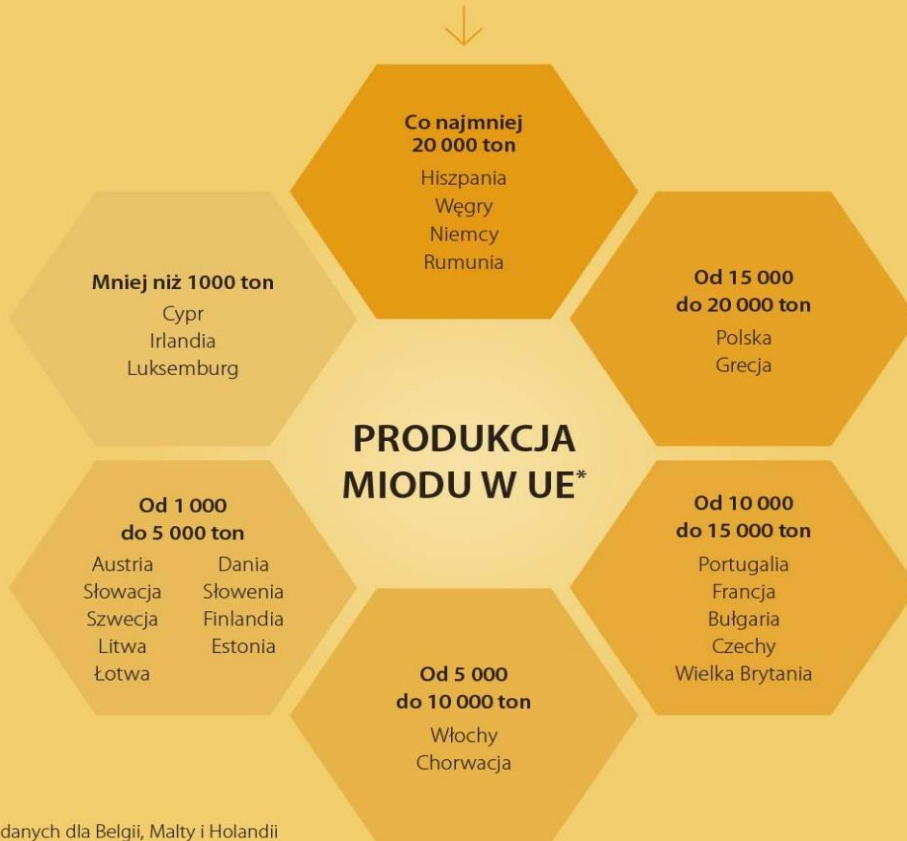 Co najmniej
20 000 ton
Hiszpania
Węgry
Niemcy
Rumunia
Mniej niż 1000 ton
Cypr
Irlandia
Luksemburg
Od 15 000
do 20 000 ton
Polska
Grecja
PRODUKCJA
MIODU W UE*
Od 1 000
do 5 000 ton
Austria
Słowacja
Szwecja
Litwa
Łotwa
Dania
Słowenia
Finlandia
Estonia
Od 10 000
do 15 000 ton
Portugalia
Francja
Bułgaria
Czechy
Wielka Brytania
Od 5 000
do 10 000 ton
Włochy
Chorwacja
danych dla Belgii, Malty i Holandii